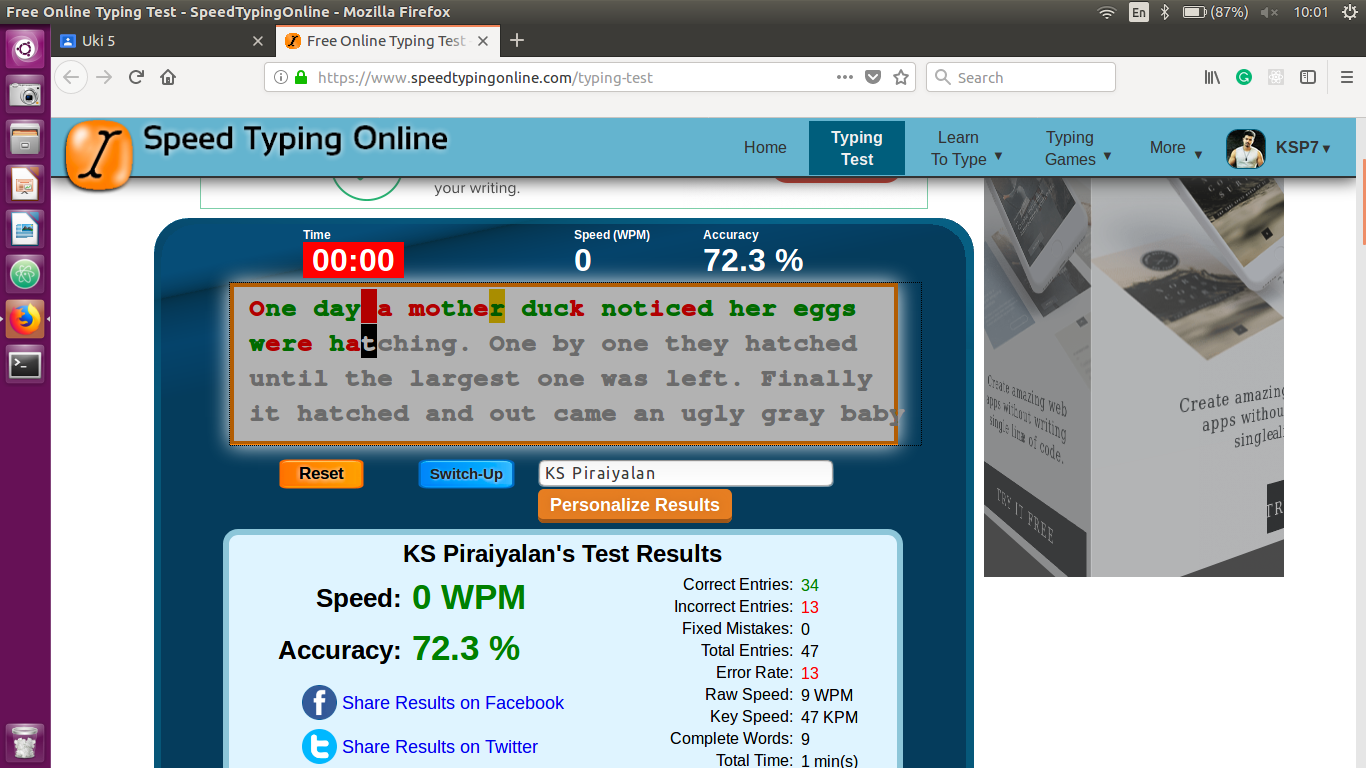 Free Online Typing Test - SpeedTypingOnline - Mozilla Firefox
En
(87%)
10:01
Uki 5
Free Online Typing Test
https://www.speedtypingonline.com/typing-test
Search
Speed Typing Online
Home
Typing Test
Learn To Type ▼
Typing Games ▼
More ▼
KSP7 ▾
your writing.
Time
Speed (WPM)
Accuracy
00:00
0
72.3 %
One day a mother duck noticed her eggs
were hatching. One by one they hatched
until the largest one was left. Finally
it hatched and out came an ugly gray baby
Reset
Switch-Up
KS Piraiyalan
Personalize Results
KS Piraiyalan's Test Results
Speed: 0 WPM
Accuracy: 72.3 %
Share Results on Facebook
Share Results on Twitter
Correct Entries: 34
Incorrect Entries: 13
Fixed Mistakes: 0
Total Entries: 47
Error Rate: 13
Raw Speed: 9 WPM
Key Speed: 47 KPM
Complete Words: 9
Total Time: 1 min(s)
Create amazing web
apps without writing
single line of code.
TRY IT FREE
Create amazing
apps withou
TR